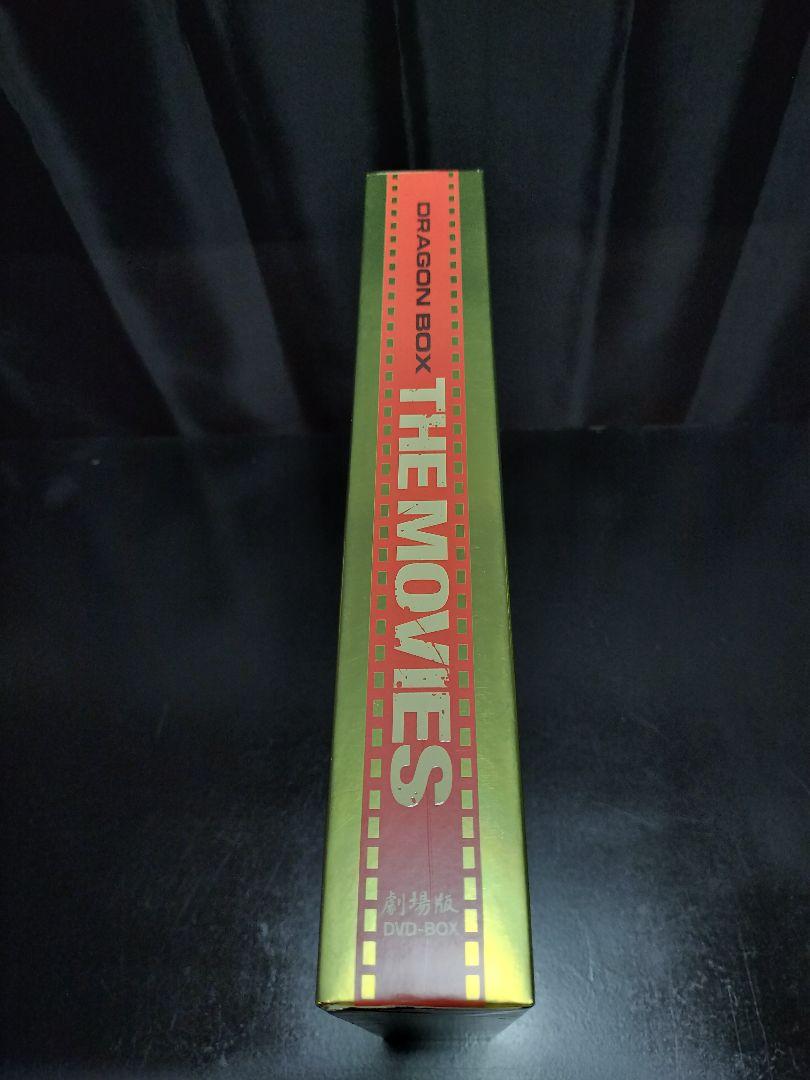 DRAGON BOX
THE MOVIES
劇場版
DVD-BOX